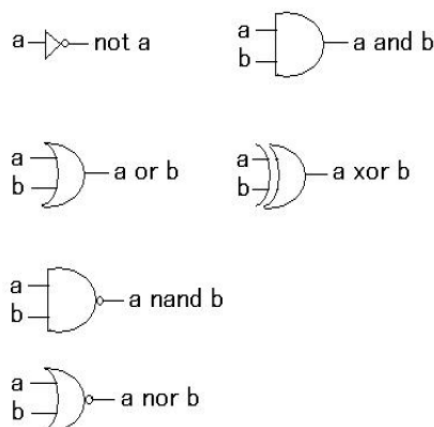 a not a
a
b a and b
a
b a or b
a
b a xor b
a
b a nand b
a
b a nor b